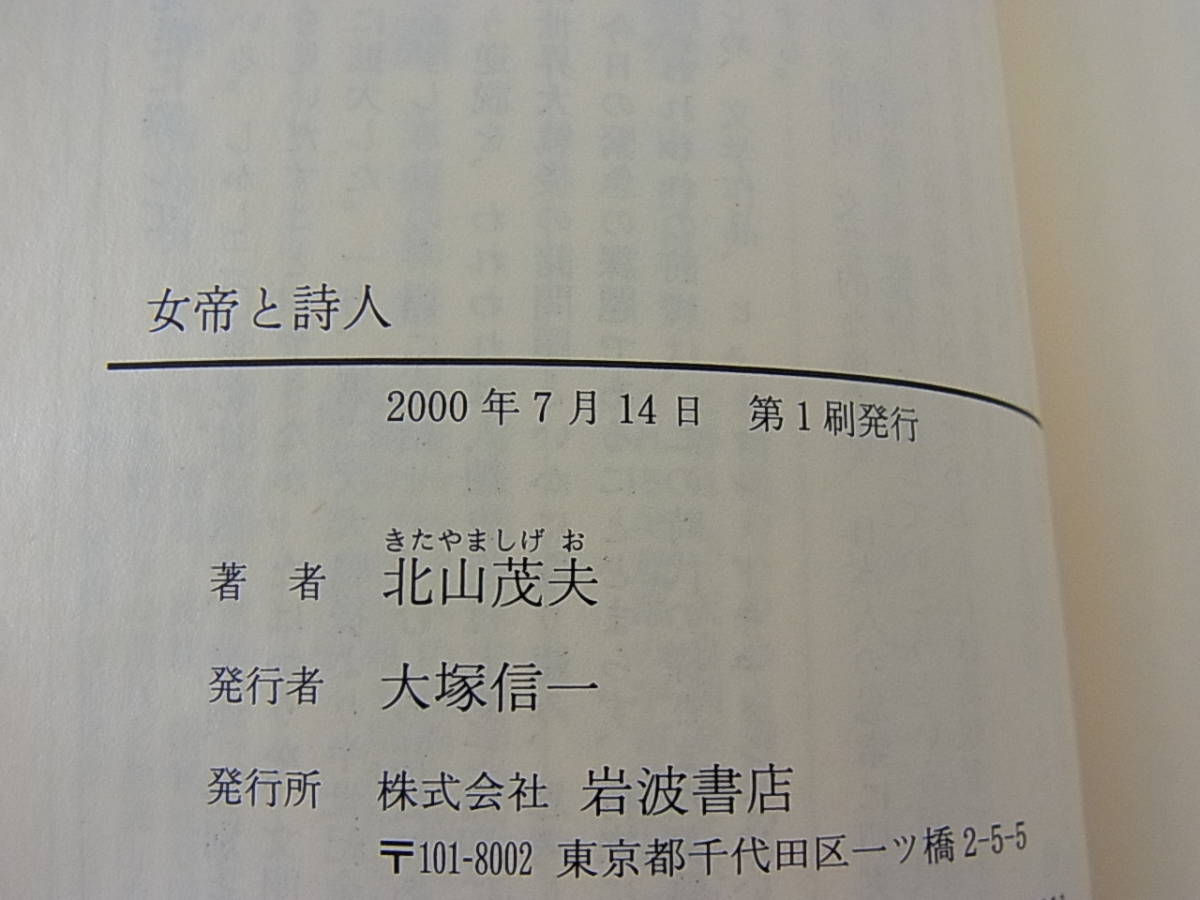 女帝と詩人
2000年7月14日 第1刷発行
きたやましげ お
著 者 北山茂夫
発行者 大塚信一
発行所 株式会社 岩波書店
〒101-8002 東京都千代田区一ツ橋2-5-5